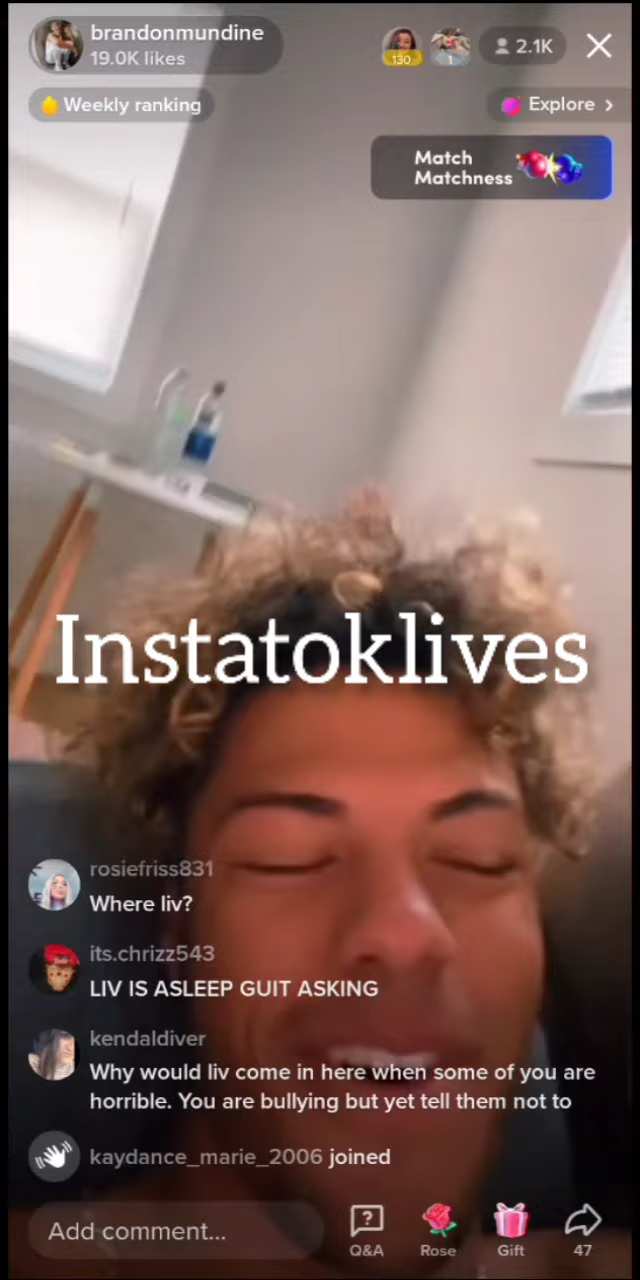 brandonmundine
19.0K likes
130
1
2.1K
Weekly ranking
Explore
Match
Matchness
Instatoklives
rosiefriss831
Where liv?
its.chrizz543
LIV IS ASLEEP GUIT ASKING
kendaldiver
Why would liv come in here when some of you are
horrible. You are bullying but yet tell them not to
kaydance_marie_2006 joined
Add comment...
Q&A
Rose
Gift
47